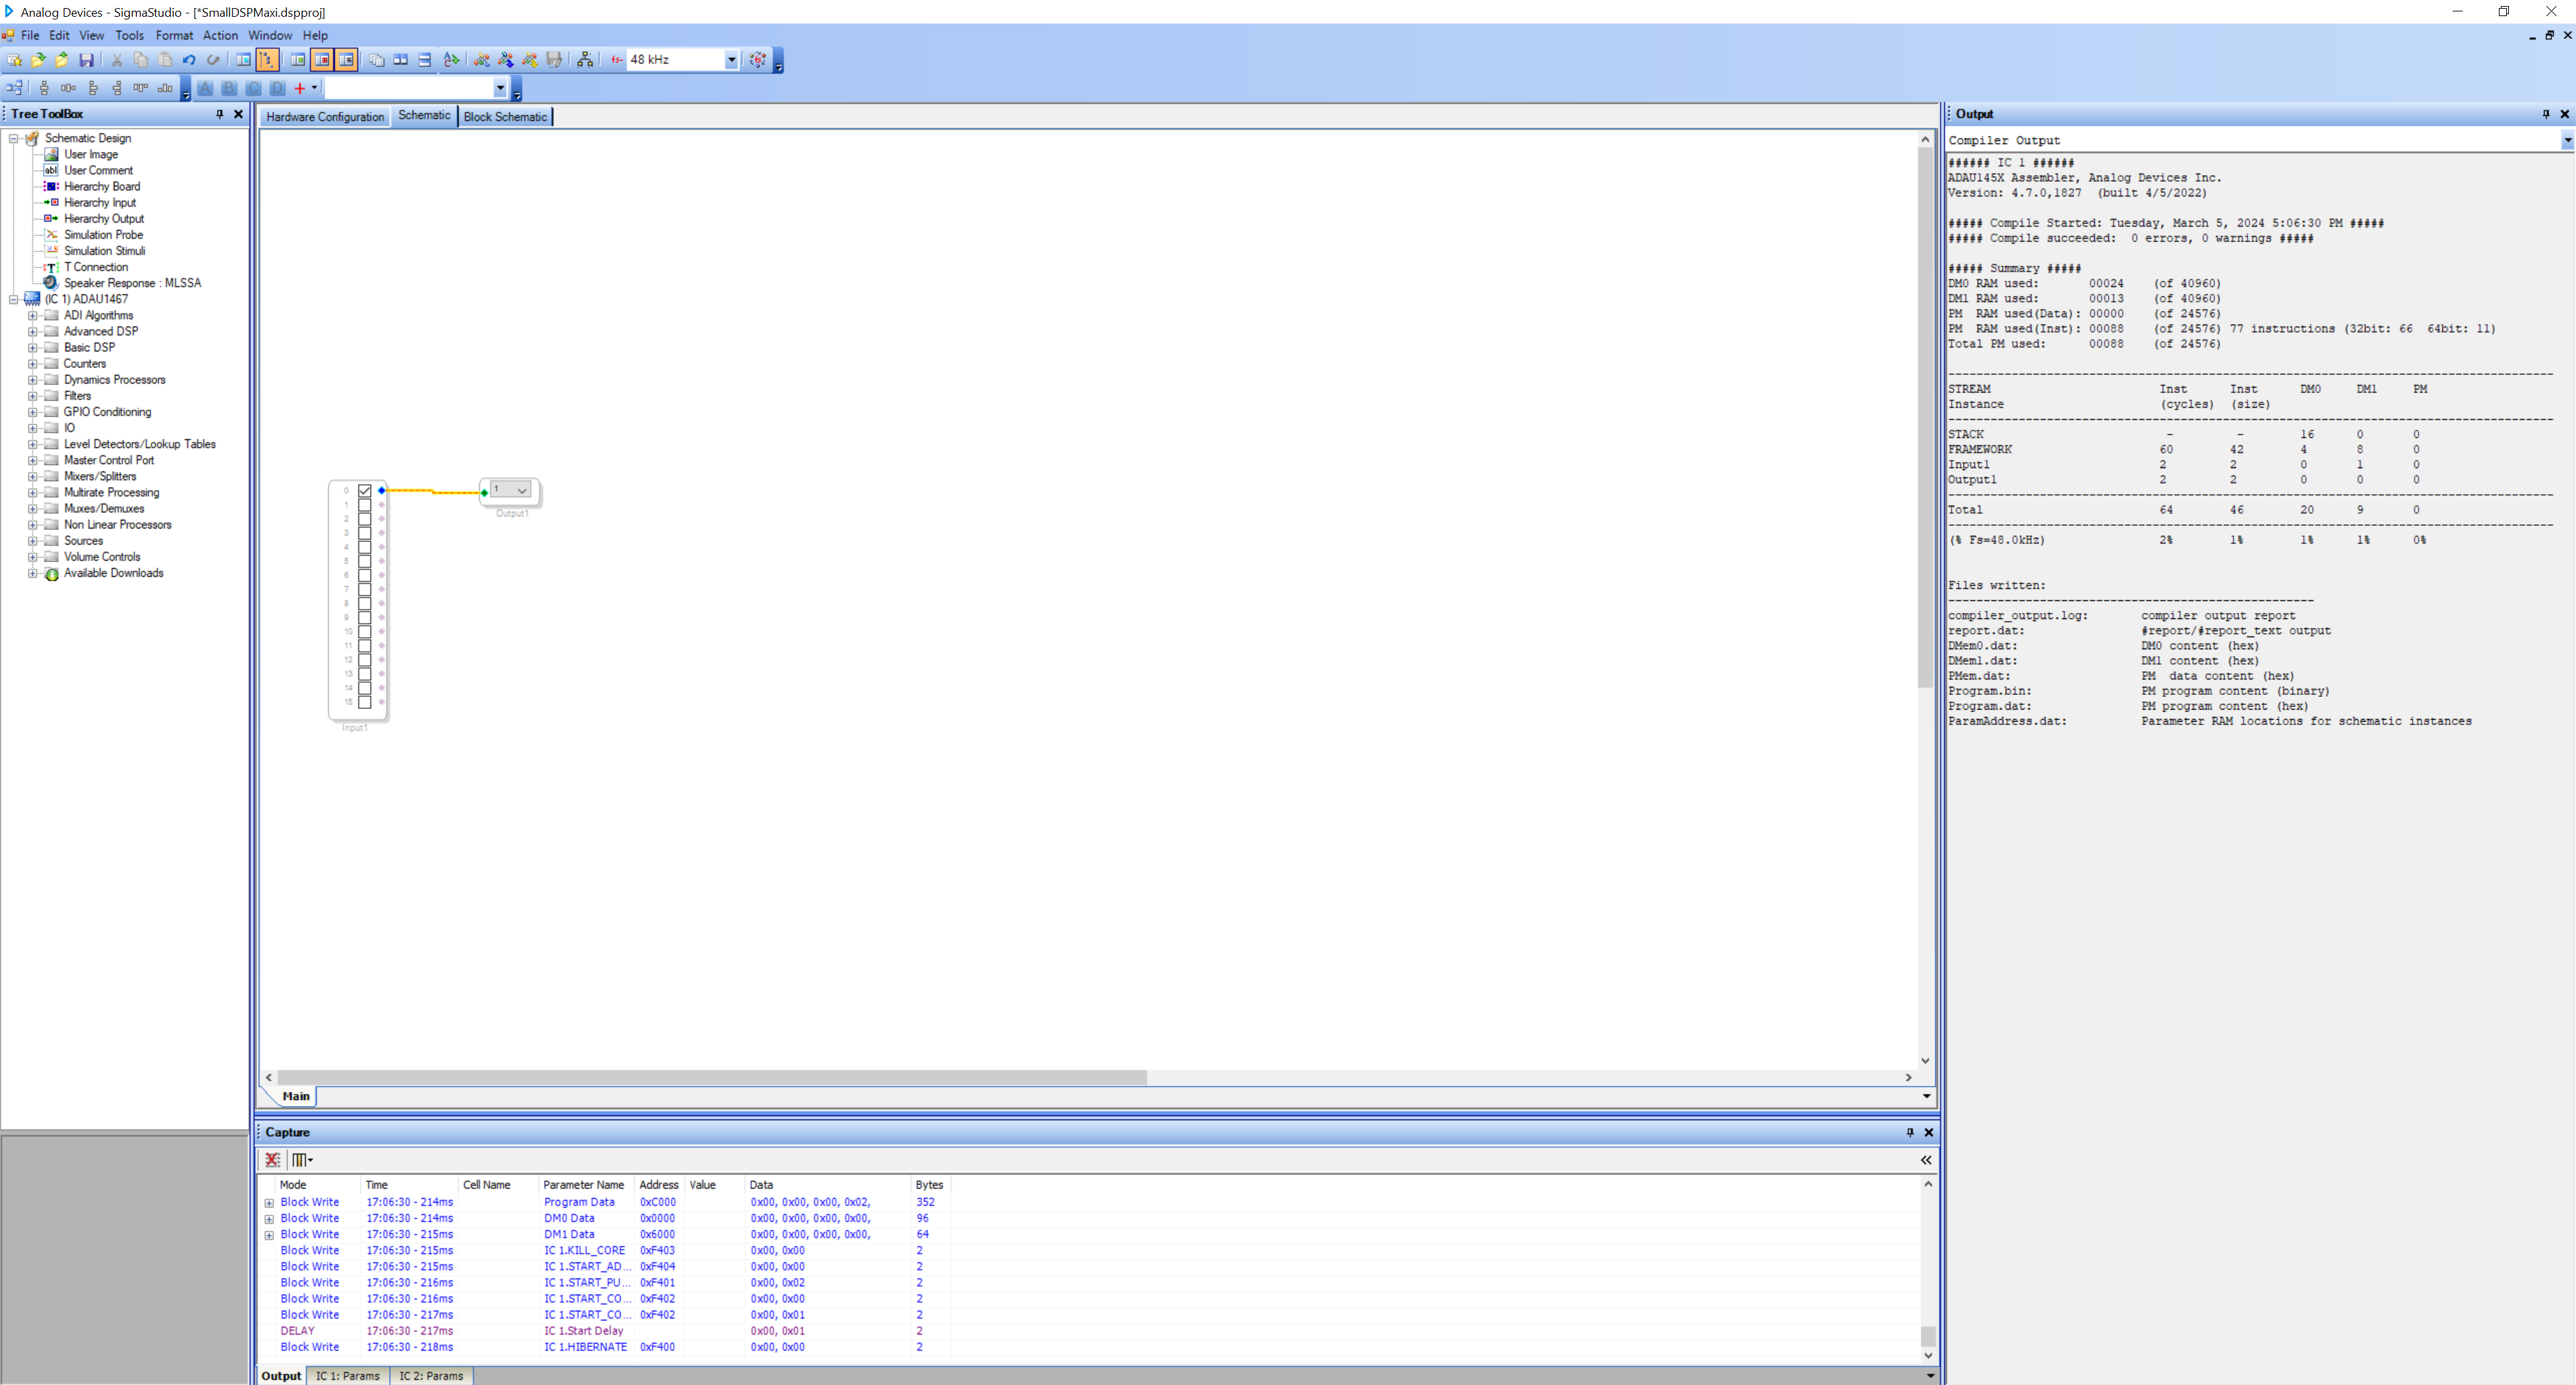 Analog Devices - SigmaStudio - [*SmallDSPMaxi.dspproj]
File Edit View Tools Format Action Window Help
48 kHz
A B C D
Tree ToolBox
Schematic Design
User Image
User Comment
Hierarchy Board
Hierarchy Input
Hierarchy Output
Simulation Probe
Simulation Stimuli
T Connection
Speaker Response : MLSSA
(IC 1) ADAU1467
ADI Algorithms
Advanced DSP
Basic DSP
Counters
Dynamics Processors
Filters
GPIO Conditioning
IO
Level Detectors/Lookup Tables
Master Control Port
Mixers/Splitters
Multirate Processing
Muxes/Demuxes
Non Linear Processors
Sources
Volume Controls
Available Downloads
Hardware Configuration Schematic Block Schematic
0
1
2
3
4
5
6
7
8
9
10
11
12
13
14
15
Input1
1
Output1
Main
Capture
Mode Time Cell Name Parameter Name Address Value Data Bytes
Block Write 17:06:30 - 214ms Program Data 0xC000 0x00, 0x00, 0x00, 0x02, 352
Block Write 17:06:30 - 214ms DM0 Data 0x0000 0x00, 0x00, 0x00, 0x00, 96
Block Write 17:06:30 - 215ms DM1 Data 0x6000 0x00, 0x00, 0x00, 0x00, 64
Block Write 17:06:30 - 215ms IC 1.KILL_CORE 0xF403 0x00, 0x00 2
Block Write 17:06:30 - 215ms IC 1.START_AD... 0xF404 0x00, 0x00 2
Block Write 17:06:30 - 216ms IC 1.START_PU... 0xF401 0x00, 0x02 2
Block Write 17:06:30 - 216ms IC 1.START_CO... 0xF402 0x00, 0x00 2
Block Write 17:06:30 - 217ms IC 1.START_CO... 0xF402 0x00, 0x01 2
DELAY 17:06:30 - 217ms IC 1.Start Delay 0x00, 0x01 2
Block Write 17:06:30 - 218ms IC 1.HIBERNATE 0xF400 0x00, 0x00 2
Output IC 1: Params IC 2: Params
Output
Compiler Output
###### IC 1 ######
ADAU145X Assembler, Analog Devices Inc.
Version: 4.7.0,1827 (built 4/5/2022)
##### Compile Started: Tuesday, March 5, 2024 5:06:30 PM #####
##### Compile succeeded: 0 errors, 0 warnings #####
##### Summary #####
DM0 RAM used: 00024 (of 40960)
DM1 RAM used: 00013 (of 40960)
PM RAM used(Data): 00000 (of 24576)
PM RAM used(Inst): 00088 (of 24576) 77 instructions (32bit: 66 64bit: 11)
Total PM used: 00088 (of 24576)
STREAM Inst Inst DM0 DM1 PM
Instance (cycles) (size)
STACK - - 16 0 0
FRAMEWORK 60 42 4 8 0
Input1 2 2 0 1 0
Output1 2 2 0 0 0
Total 64 46 20 9 0
(% Fs=48.0kHz) 2% 1% 1% 1% 0%
Files written:
compiler_output.log: compiler output report
report.dat: #report/#report_text output
DMem0.dat: DM0 content (hex)
DMem1.dat: DM1 content (hex)
PMem.dat: PM data content (hex)
Program.bin: PM program content (binary)
Program.dat: PM program content (hex)
ParamAddress.dat: Parameter RAM locations for schematic instances